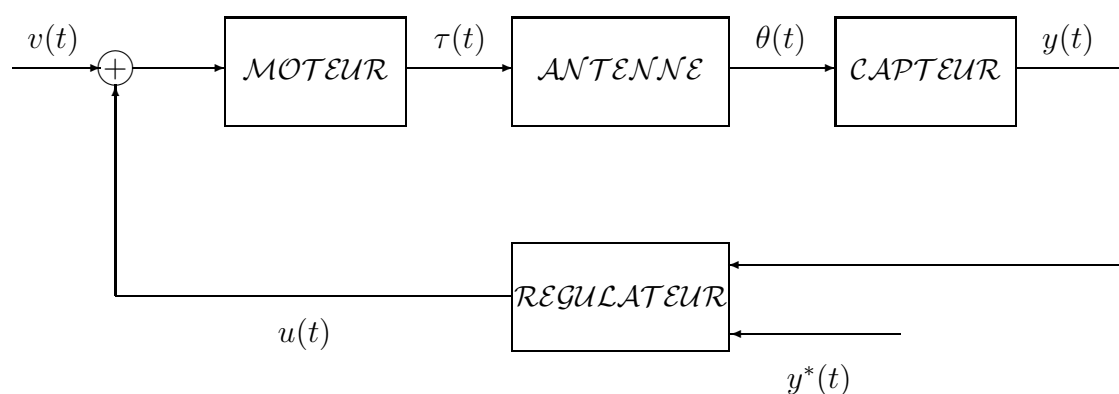 v(t)
+
MOTEUR
τ(t)
ANTENNE
θ(t)
CAPTEUR
y(t)
REGULATEUR
u(t)
y*(t)